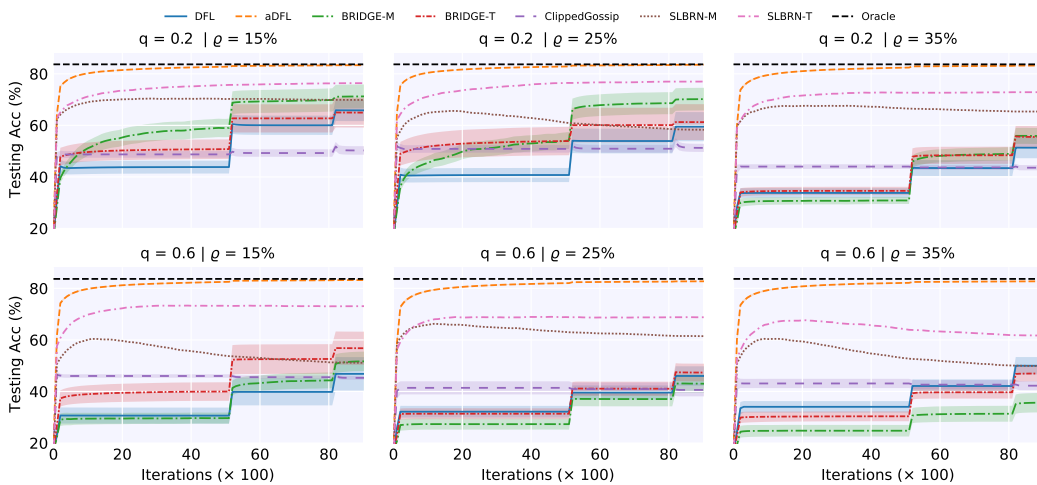 DFL aDFL BRIDGE-M BRIDGE-T ClippedGossip SLBRN-M SLBRN-T Oracle
q = 0.2 | ϱ = 15% q = 0.2 | ϱ = 25% q = 0.2 | ϱ = 35%
Testing Acc (%)
80
60
40
20
q = 0.6 | ϱ = 15% q = 0.6 | ϱ = 25% q = 0.6 | ϱ = 35%
Testing Acc (%)
80
60
40
20
0 20 40 60 80 0 20 40 60 80 0 20 40 60 80
Iterations (× 100) Iterations (× 100) Iterations (× 100)